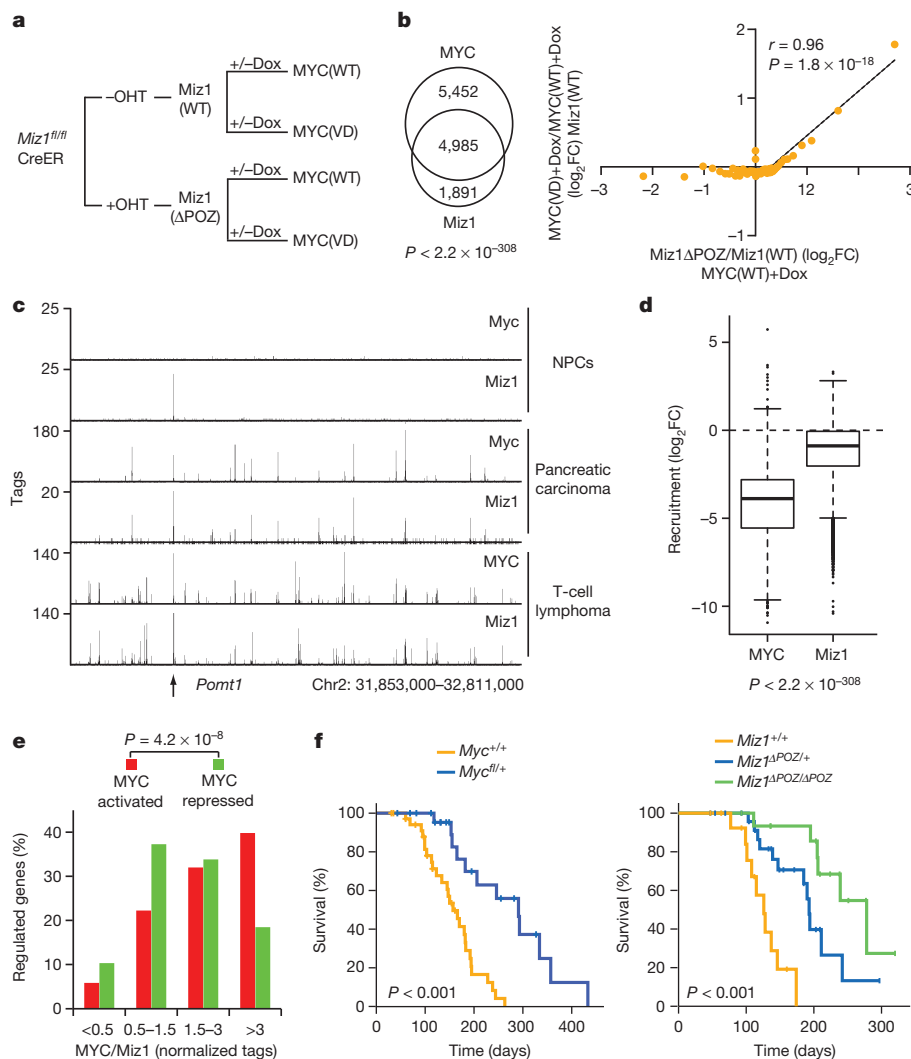 a
Miz1fl/fl
CreER
–OHT
Miz1
(WT)
+/–Dox
MYC(WT)
+/–Dox
MYC(VD)
+OHT
Miz1
(ΔPOZ)
+/–Dox
MYC(WT)
+/–Dox
MYC(VD)
b
MYC
5,452
4,985
1,891
Miz1
P < 2.2 × 10–308
MYC(VD)+Dox/MYC(WT)+Dox
(log2FC) Miz1(WT)
r = 0.96
P = 1.8 × 10–18
2
1
–1
–3 –2 –1 12 3
Miz1ΔPOZ/Miz1(WT) (log2FC)
MYC(WT)+Dox
c
Tags
25
Myc
25
Miz1
NPCs
180
Myc
20
Miz1
Pancreatic
carcinoma
140
MYC
140
Miz1
T-cell
lymphoma
Pomt1
Chr2: 31,853,000–32,811,000
d
Recruitment (log2FC)
5
0
–5
–10
MYC Miz1
P < 2.2 × 10–308
e
P = 4.2 × 10–8
MYC
activated
MYC
repressed
Regulated genes (%)
40
30
20
10
0
<0.5 0.5–1.5 1.5–3 >3
MYC/Miz1 (normalized tags)
f
Myc+/+
Mycfl/+
Survival (%)
100
80
60
40
20
0
P < 0.001
0 100 200 300 400
Time (days)
Miz1+/+
Miz1ΔPOZ/+
Miz1ΔPOZ/ΔPOZ
Survival (%)
100
80
60
40
20
0
P < 0.001
0 100 200 300
Time (days)